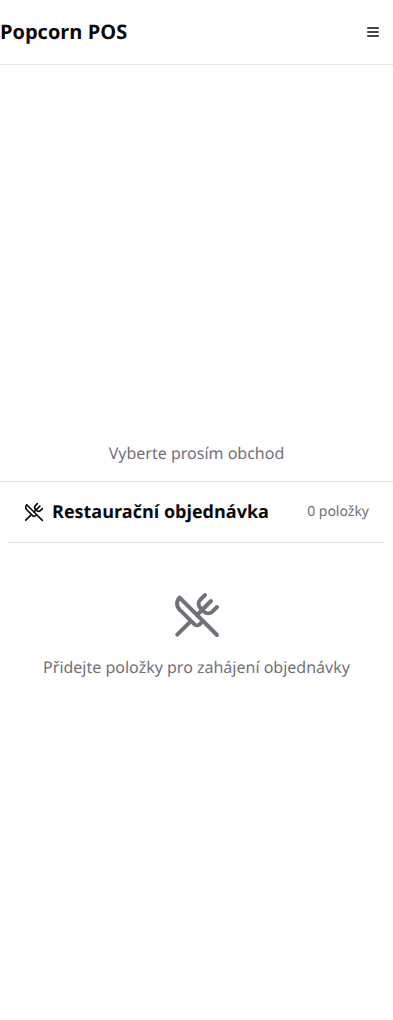 Popcorn POS
Vyberte prosím obchod
Restaurační objednávka
0 položky
Přidejte položky pro zahájení objednávky